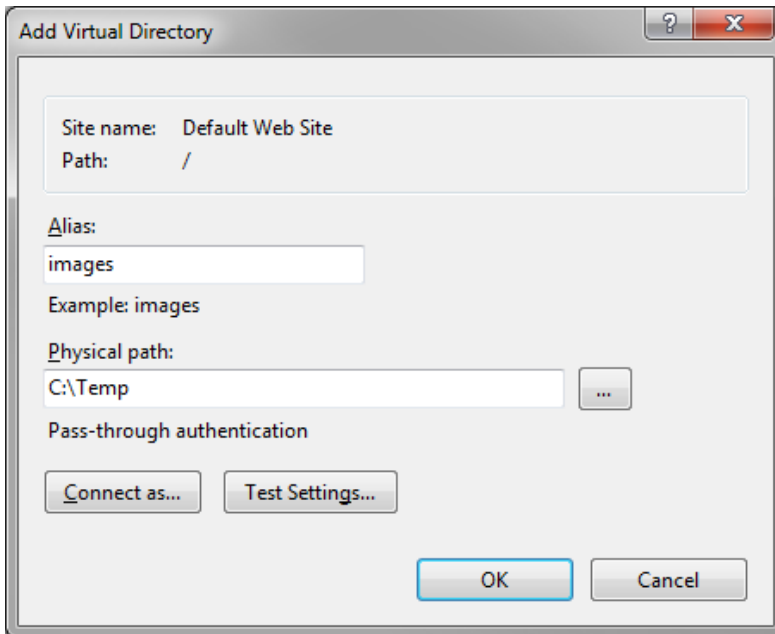 Add Virtual Directory
Site name: Default Web Site
Path: /
Alias:
images
Example: images
Physical path:
C:\Temp
...
Pass-through authentication
Connect as... Test Settings...
OK Cancel